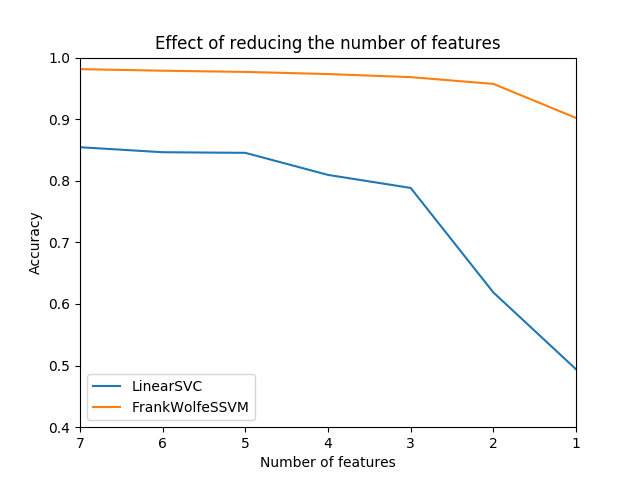 Effect of reducing the number of features
1.0
0.9
0.8
0.7
0.6
0.5
0.4
Accuracy
LinearSVC
FrankWolfeSSVM
7 6 5 4 3 2 1
Number of features